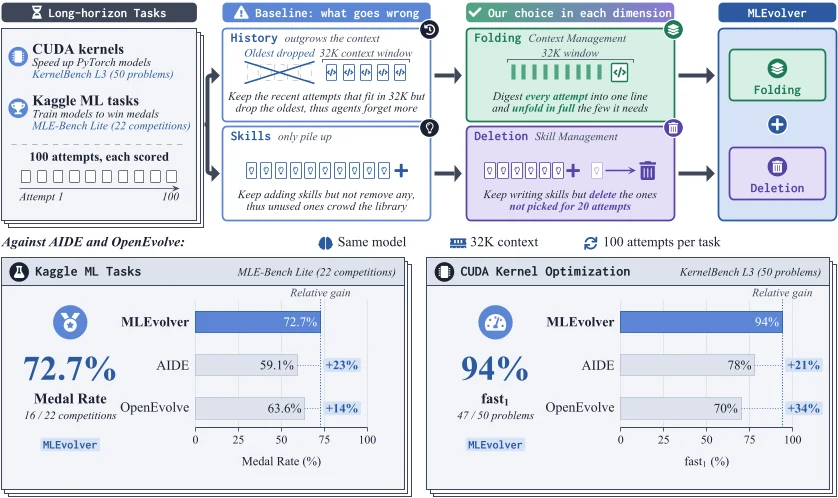 Long-horizon Tasks
CUDA kernels
Speed up PyTorch models
KernelBench L3 (50 problems)
Kaggle ML tasks
Train models to win medals
MLE-Bench Lite (22 competitions)
100 attempts, each scored
Attempt 1
100
Baseline: what goes wrong
History outgrows the context
Oldest dropped 32K context window
Keep the recent attempts that fit in 32K but
drop the oldest, thus agents forget more
Skills only pile up
Keep adding skills but not remove any,
thus unused ones crowd the library
Our choice in each dimension
Folding Context Management
32K window
Digest every attempt into one line
and unfold in full the few it needs
Deletion Skill Management
Keep writing skills but delete the ones
not picked for 20 attempts
MLEvolver
Folding
Deletion
Against AIDE and OpenEvolve:
Same model
32K context
100 attempts per task
Kaggle ML Tasks
MLE-Bench Lite (22 competitions)
Relative gain
72.7%
Medal Rate
16 / 22 competitions
MLEvolver
MLEvolver
72.7%
AIDE
59.1%
+23%
OpenEvolve
63.6%
+14%
0
25
50
75
100
Medal Rate (%)
CUDA Kernel Optimization
KernelBench L3 (50 problems)
Relative gain
94%
fast₁
47 / 50 problems
MLEvolver
MLEvolver
94%
AIDE
78%
+21%
OpenEvolve
70%
+34%
0
25
50
75
100
fast₁ (%)